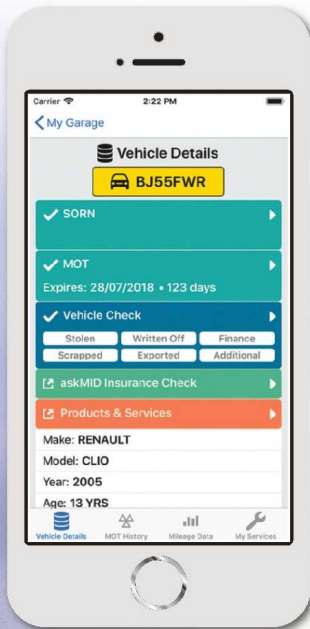 Carrier 2:22 PM
My Garage
Vehicle Details
BJ55FWR
SORN
MOT
Expires: 28/07/2018 • 123 days
Vehicle Check
Stolen Written Off Finance
Scrapped Exported Additional
askMID Insurance Check
Products & Services
Make: RENAULT
Model: CLIO
Year: 2005
Age: 13 YRS
Vehicle Details MOT History Mileage Data My Services